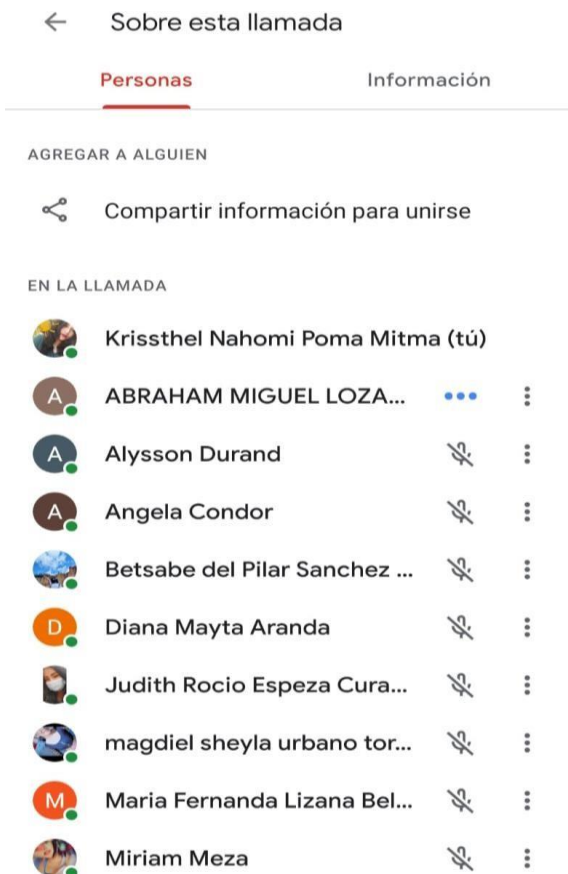 Sobre esta llamada
Personas Información
AGREGAR A ALGUIEN
Compartir información para unirse
EN LA LLAMADA
Krissthel Nahomi Poma Mitma (tú)
A ABRAHAM MIGUEL LOZA...
A Alysson Durand
A Angela Condor
Betsabe del Pilar Sanchez ...
D Diana Mayta Aranda
Judith Rocio Espeza Cura...
magdiel sheyla urbano tor...
M Maria Fernanda Lizana Bel...
Miriam Meza